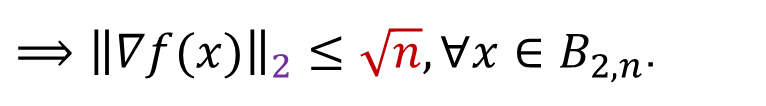 ⟹ ‖∇f(x)‖₂ ≤ √n, ∀x ∈ B₂,ₙ.